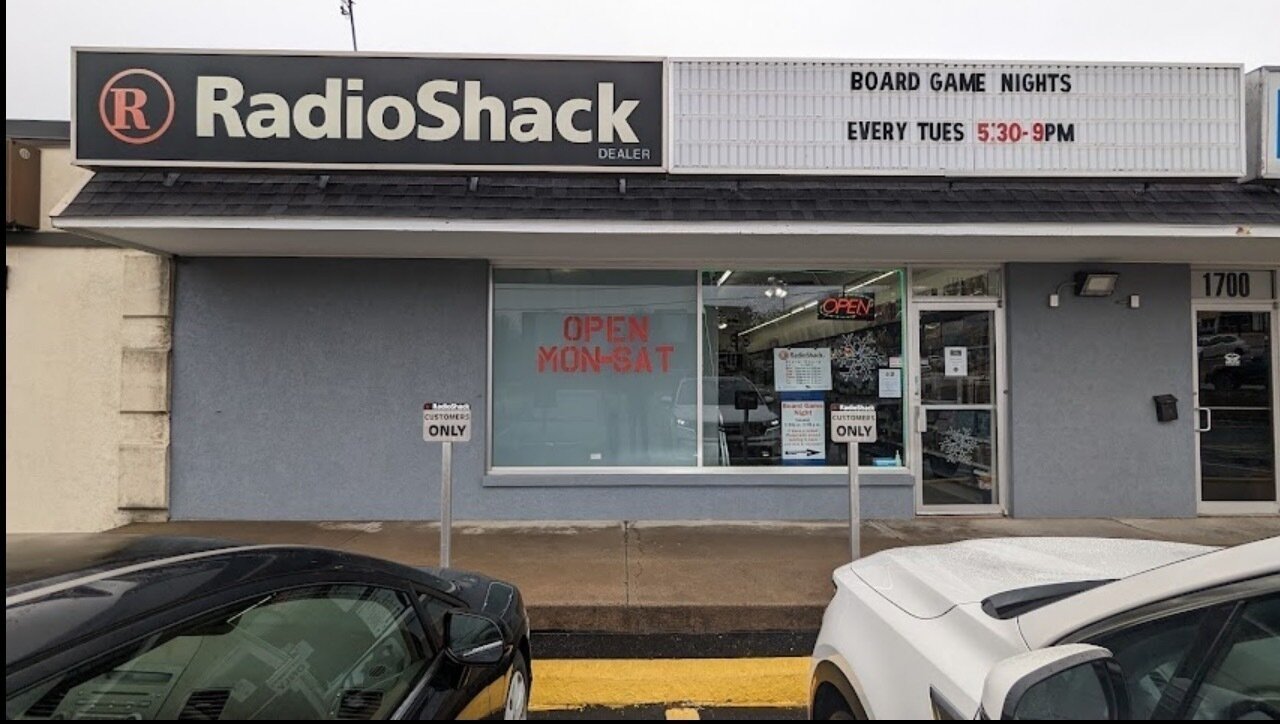 R RadioShack
DEALER
BOARD GAME NIGHTS
EVERY TUES 5:30-9PM
1700
OPEN
MON-SAT
OPEN
RadioShack
Board Game
Night
RadioShack
CUSTOMERS
ONLY
RadioShack
CUSTOMERS
ONLY